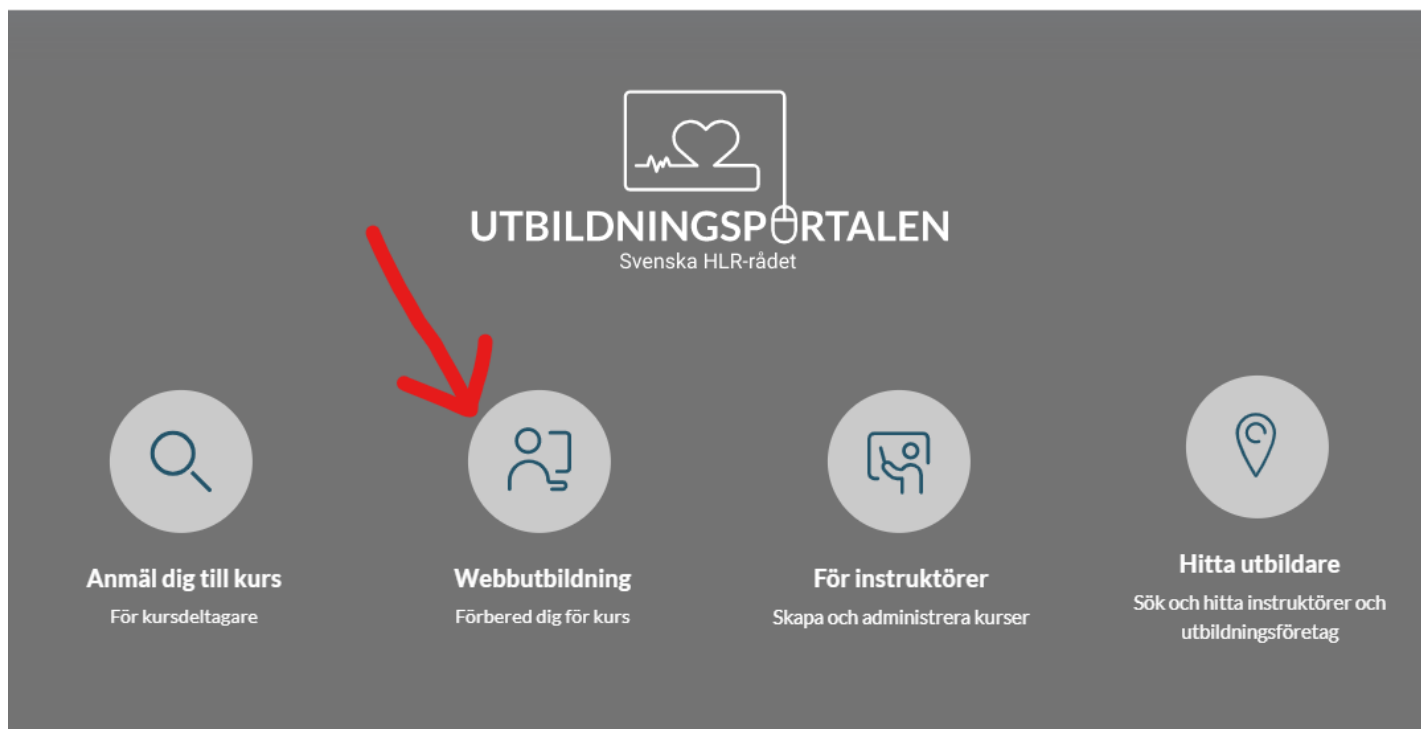 UTBILDNINGSPORTALEN
Svenska HLR-rådet
Anmäl dig till kurs
För kursdeltagare
Webbutbildning
Förbered dig för kurs
För instruktörer
Skapa och administrera kurser
Hitta utbildare
Sök och hitta instruktörer och
utbildningsföretag